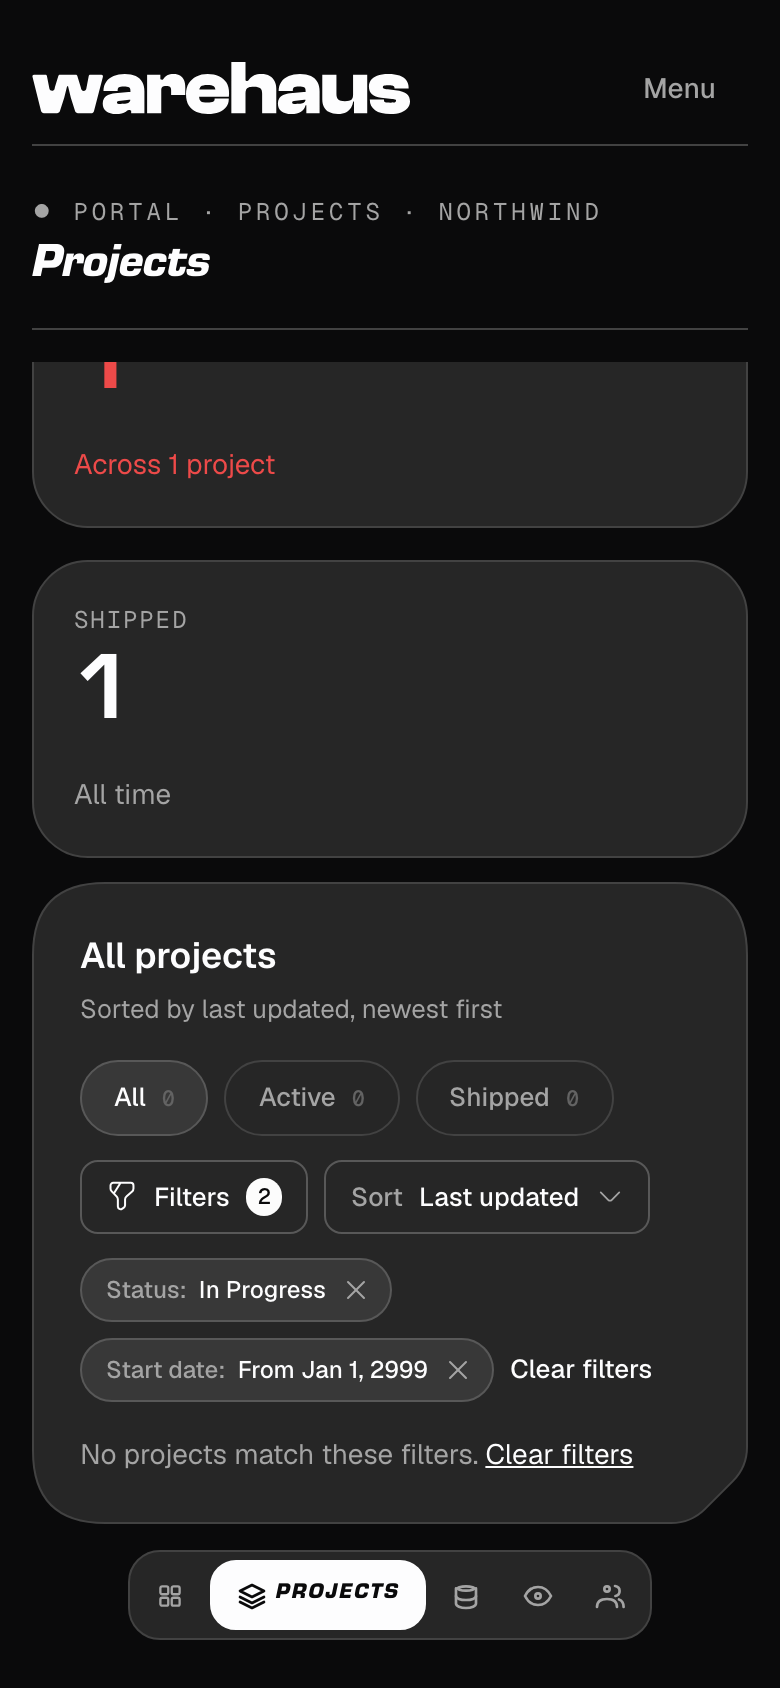 warehaus
Menu
PORTAL · PROJECTS · NORTHWIND
Projects
Across 1 project
SHIPPED
1
All time
All projects
Sorted by last updated, newest first
All 0 Active 0 Shipped 0
Filters 2 Sort Last updated
Status: In Progress
Start date: From Jan 1, 2999 Clear filters
No projects match these filters. Clear filters
PROJECTS